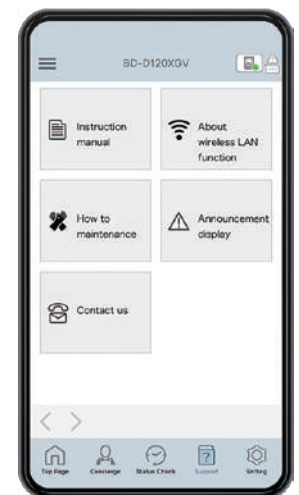 BD-D120XGV
Instruction
manual
About
wireless LAN
function
How to
maintenance
Announcement
display
Contact us
Top Page
Concierge
Status Check
Support
Setting